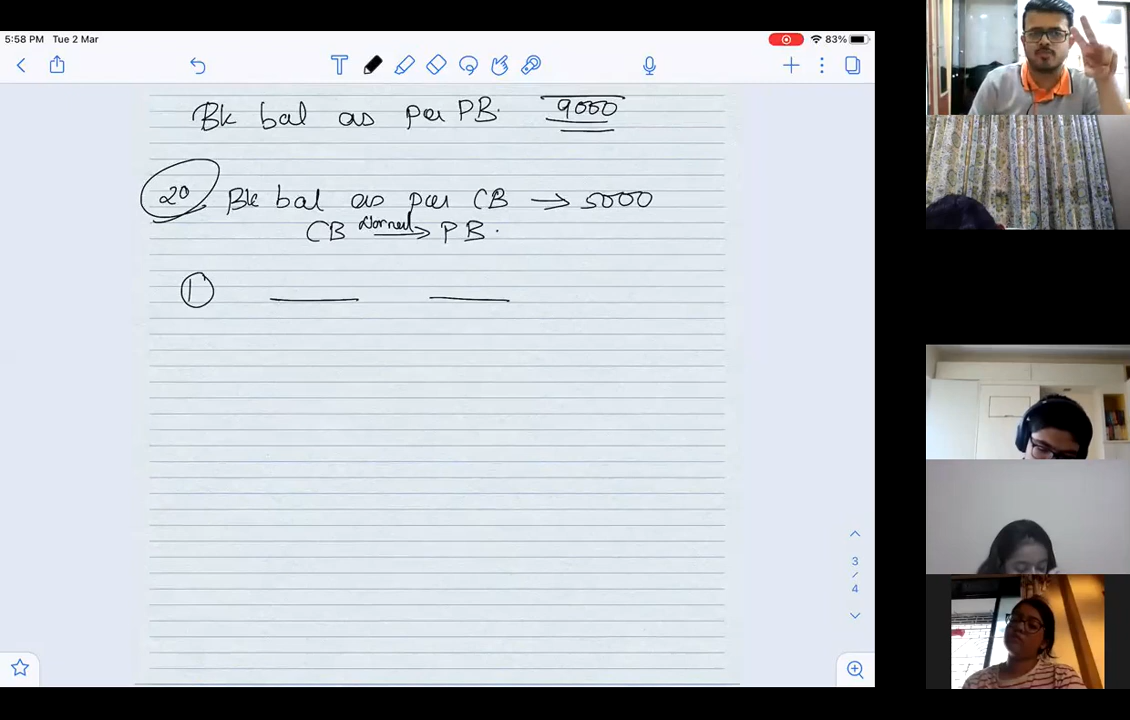 5:58 PM Tue 2 Mar
83%
T
Bk bal as per PB. 9000
20 Bk bal as per CB → 5000
CB Normal → PB.
1
3
/
4